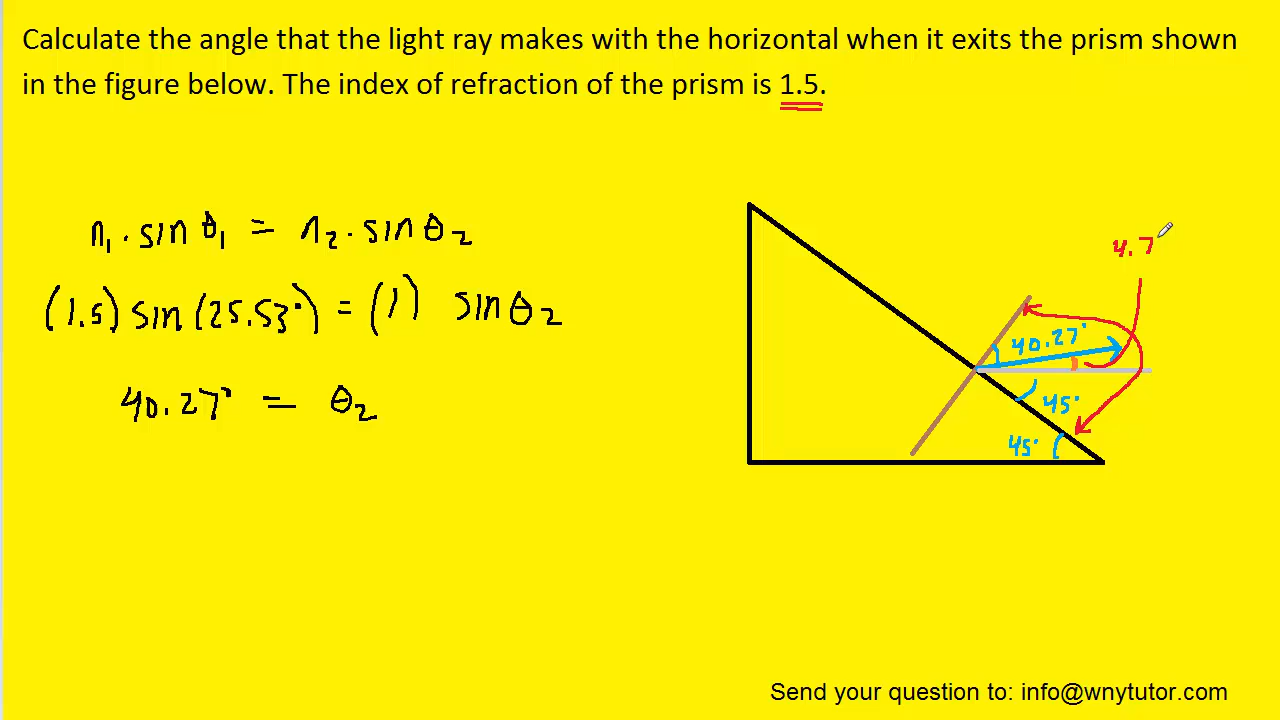 Calculate the angle that the light ray makes with the horizontal when it exits the prism shown
in the figure below. The index of refraction of the prism is 1.5.
n₁ · sin θ₁ = n₂ · sin θ₂
(1.5) sin (25.53°) = (1) sin θ₂
40.27° = θ₂
4.7
40.27°
45°
45°
Send your question to: info@wnytutor.com